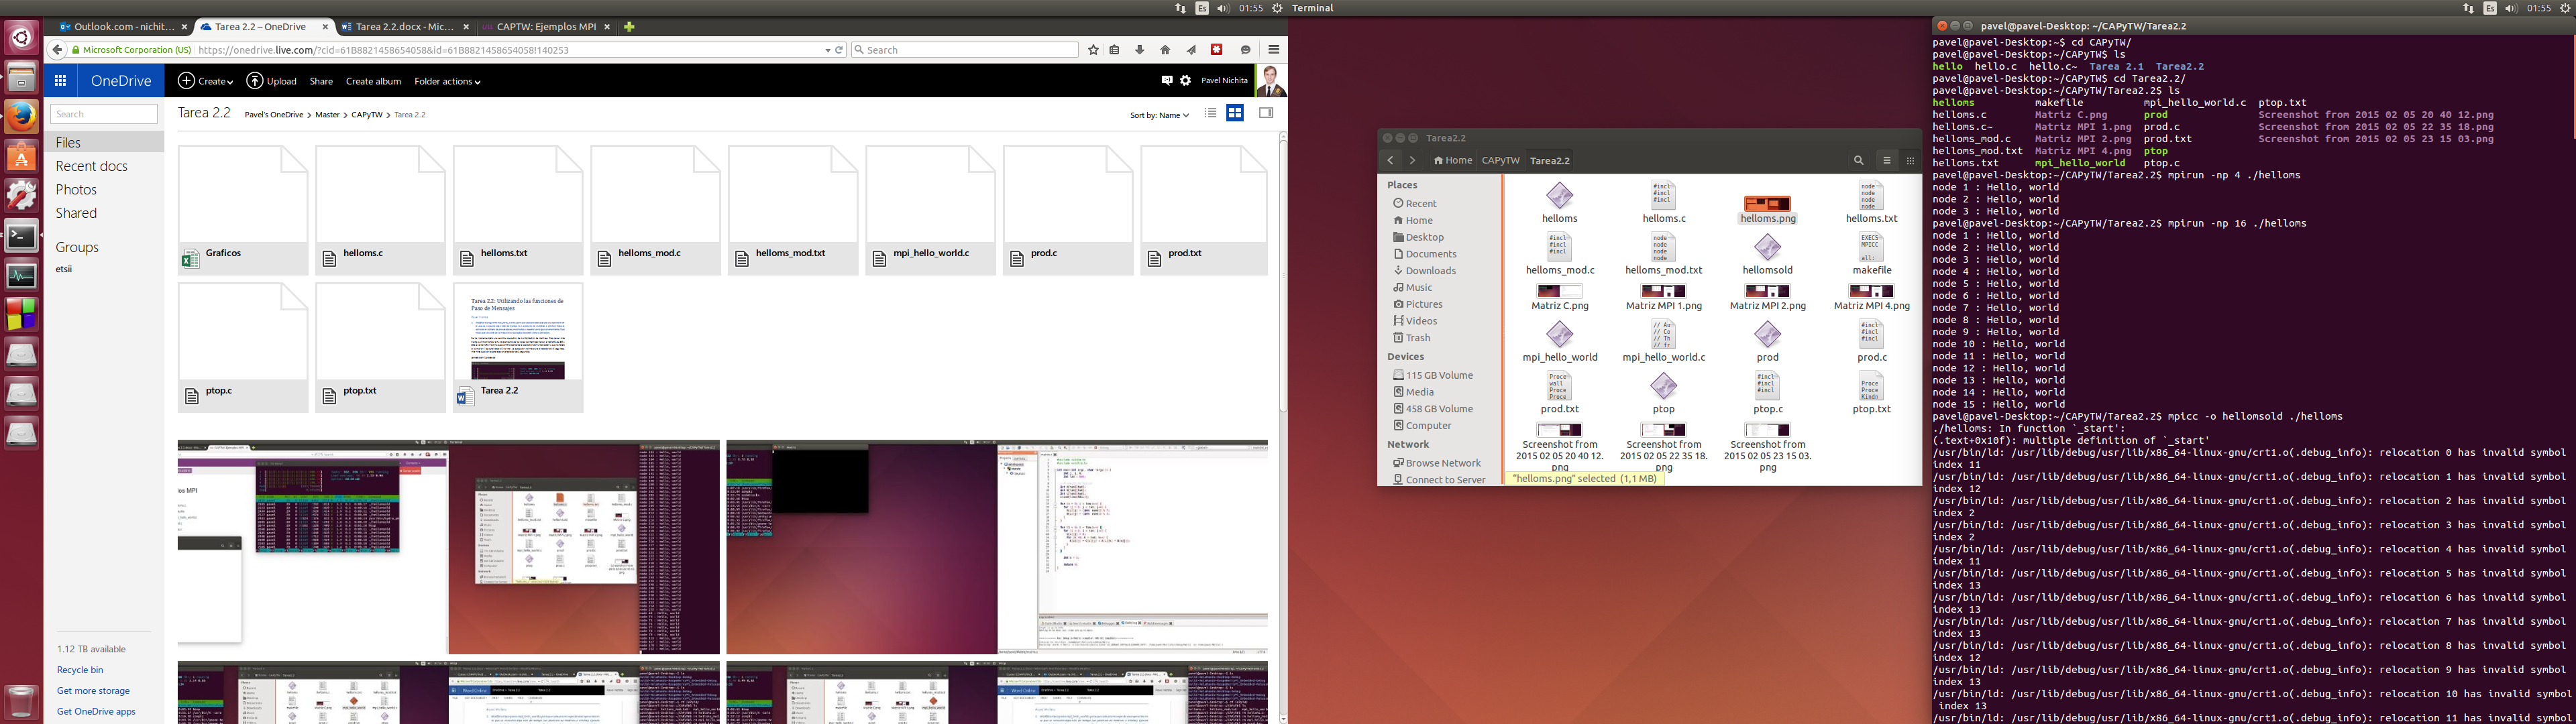 Es 01:55 Terminal Es 01:55
Outlook.com - nichit...
Tarea 2.2 – OneDrive
Tarea 2.2.docx - Mic...
CAPTW: Ejemplos MPI
Microsoft Corporation (US)
https://onedrive.live.com/?cid=61B8821458654058&id=61B8821458654058!140253
Search
OneDrive
Create
Upload
Share
Create album
Folder actions
Pavel Nichita
Search
Files
Recent docs
Photos
Shared
Groups
etsii
1.12 TB available
Recycle bin
Get more storage
Get OneDrive apps
Tarea 2.2
Pavel's OneDrive > Master > CAPyTW > Tarea 2.2
Sort by: Name
Graficos
helloms.c
helloms.txt
helloms_mod.c
helloms_mod.txt
mpi_hello_world.c
prod.c
prod.txt
ptop.c
ptop.txt
Tarea 2.2: Utilizando las funciones de
Paso de Mensajes
Tarea 2.2
Tarea2.2
Home CAPyTW Tarea2.2
Places
Recent
Home
Desktop
Documents
Downloads
Music
Pictures
Videos
Trash
Devices
115 GB Volume
Media
458 GB Volume
Computer
Network
Browse Network
Connect to Server
helloms
helloms.c
helloms.png
helloms.txt
helloms_mod.c
helloms_mod.txt
hellomsold
makefile
Matriz C.png
Matriz MPI 1.png
Matriz MPI 2.png
Matriz MPI 4.png
mpi_hello_world
mpi_hello_world.c
prod
prod.c
prod.txt
ptop
ptop.c
ptop.txt
Screenshot from
2015 02 05 20 40 12.
png
Screenshot from
2015 02 05 22 35 18.
png
Screenshot from
2015 02 05 23 15 03.
png
"helloms.png" selected (1,1 MB)
pavel@pavel-Desktop: ~/CAPyTW/Tarea2.2
pavel@pavel-Desktop:~$ cd CAPyTW/
pavel@pavel-Desktop:~/CAPyTW$ ls
hello hello.c hello.c~ Tarea 2.1 Tarea2.2
pavel@pavel-Desktop:~/CAPyTW$ cd Tarea2.2/
pavel@pavel-Desktop:~/CAPyTW/Tarea2.2$ ls
helloms makefile mpi_hello_world.c ptop.txt
helloms.c Matriz C.png prod Screenshot from 2015 02 05 20 40 12.png
helloms.c~ Matriz MPI 1.png prod.c Screenshot from 2015 02 05 22 35 18.png
helloms_mod.c Matriz MPI 2.png prod.txt Screenshot from 2015 02 05 23 15 03.png
helloms_mod.txt Matriz MPI 4.png ptop
helloms.txt mpi_hello_world ptop.c
pavel@pavel-Desktop:~/CAPyTW/Tarea2.2$ mpirun -np 4 ./helloms
node 1 : Hello, world
node 2 : Hello, world
node 3 : Hello, world
pavel@pavel-Desktop:~/CAPyTW/Tarea2.2$ mpirun -np 16 ./helloms
node 1 : Hello, world
node 2 : Hello, world
node 3 : Hello, world
node 4 : Hello, world
node 5 : Hello, world
node 6 : Hello, world
node 7 : Hello, world
node 8 : Hello, world
node 9 : Hello, world
node 10 : Hello, world
node 11 : Hello, world
node 12 : Hello, world
node 13 : Hello, world
node 14 : Hello, world
node 15 : Hello, world
pavel@pavel-Desktop:~/CAPyTW/Tarea2.2$ mpicc -o hellomsold ./helloms
./helloms: In function `_start':
(.text+0x10f): multiple definition of `_start'
/usr/bin/ld: /usr/lib/debug/usr/lib/x86_64-linux-gnu/crt1.o(.debug_info): relocation 0 has invalid symbol
index 11
/usr/bin/ld: /usr/lib/debug/usr/lib/x86_64-linux-gnu/crt1.o(.debug_info): relocation 1 has invalid symbol
index 12
/usr/bin/ld: /usr/lib/debug/usr/lib/x86_64-linux-gnu/crt1.o(.debug_info): relocation 2 has invalid symbol
index 2
/usr/bin/ld: /usr/lib/debug/usr/lib/x86_64-linux-gnu/crt1.o(.debug_info): relocation 3 has invalid symbol
index 2
/usr/bin/ld: /usr/lib/debug/usr/lib/x86_64-linux-gnu/crt1.o(.debug_info): relocation 4 has invalid symbol
index 11
/usr/bin/ld: /usr/lib/debug/usr/lib/x86_64-linux-gnu/crt1.o(.debug_info): relocation 5 has invalid symbol
index 13
/usr/bin/ld: /usr/lib/debug/usr/lib/x86_64-linux-gnu/crt1.o(.debug_info): relocation 6 has invalid symbol
index 13
/usr/bin/ld: /usr/lib/debug/usr/lib/x86_64-linux-gnu/crt1.o(.debug_info): relocation 7 has invalid symbol
index 13
/usr/bin/ld: /usr/lib/debug/usr/lib/x86_64-linux-gnu/crt1.o(.debug_info): relocation 8 has invalid symbol
index 12
/usr/bin/ld: /usr/lib/debug/usr/lib/x86_64-linux-gnu/crt1.o(.debug_info): relocation 9 has invalid symbol
index 13
/usr/bin/ld: /usr/lib/debug/usr/lib/x86_64-linux-gnu/crt1.o(.debug_info): relocation 10 has invalid symbol
index 13
/usr/bin/ld: /usr/lib/debug/usr/lib/x86_64-linux-gnu/crt1.o(.debug_info): relocation 11 has invalid symbol